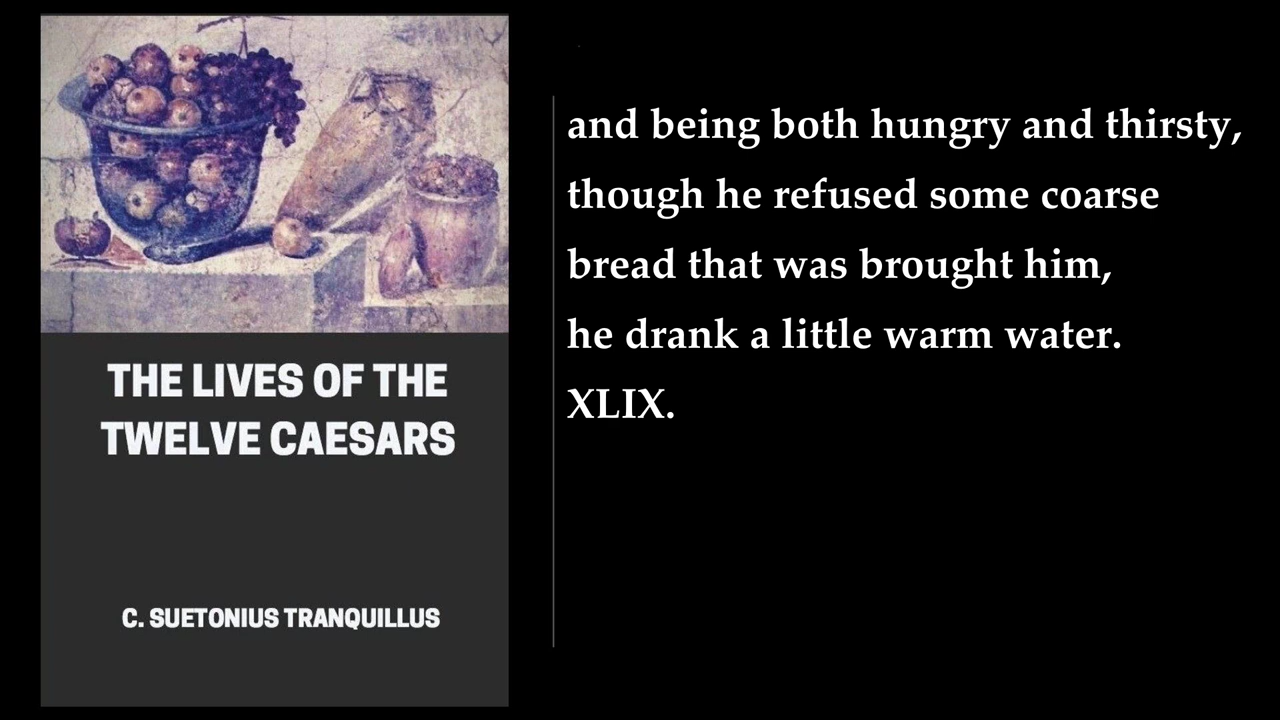 THE LIVES OF THE
TWELVE CAESARS
C. SUETONIUS TRANQUILLUS
and being both hungry and thirsty,
though he refused some coarse
bread that was brought him,
he drank a little warm water.
XLIX.